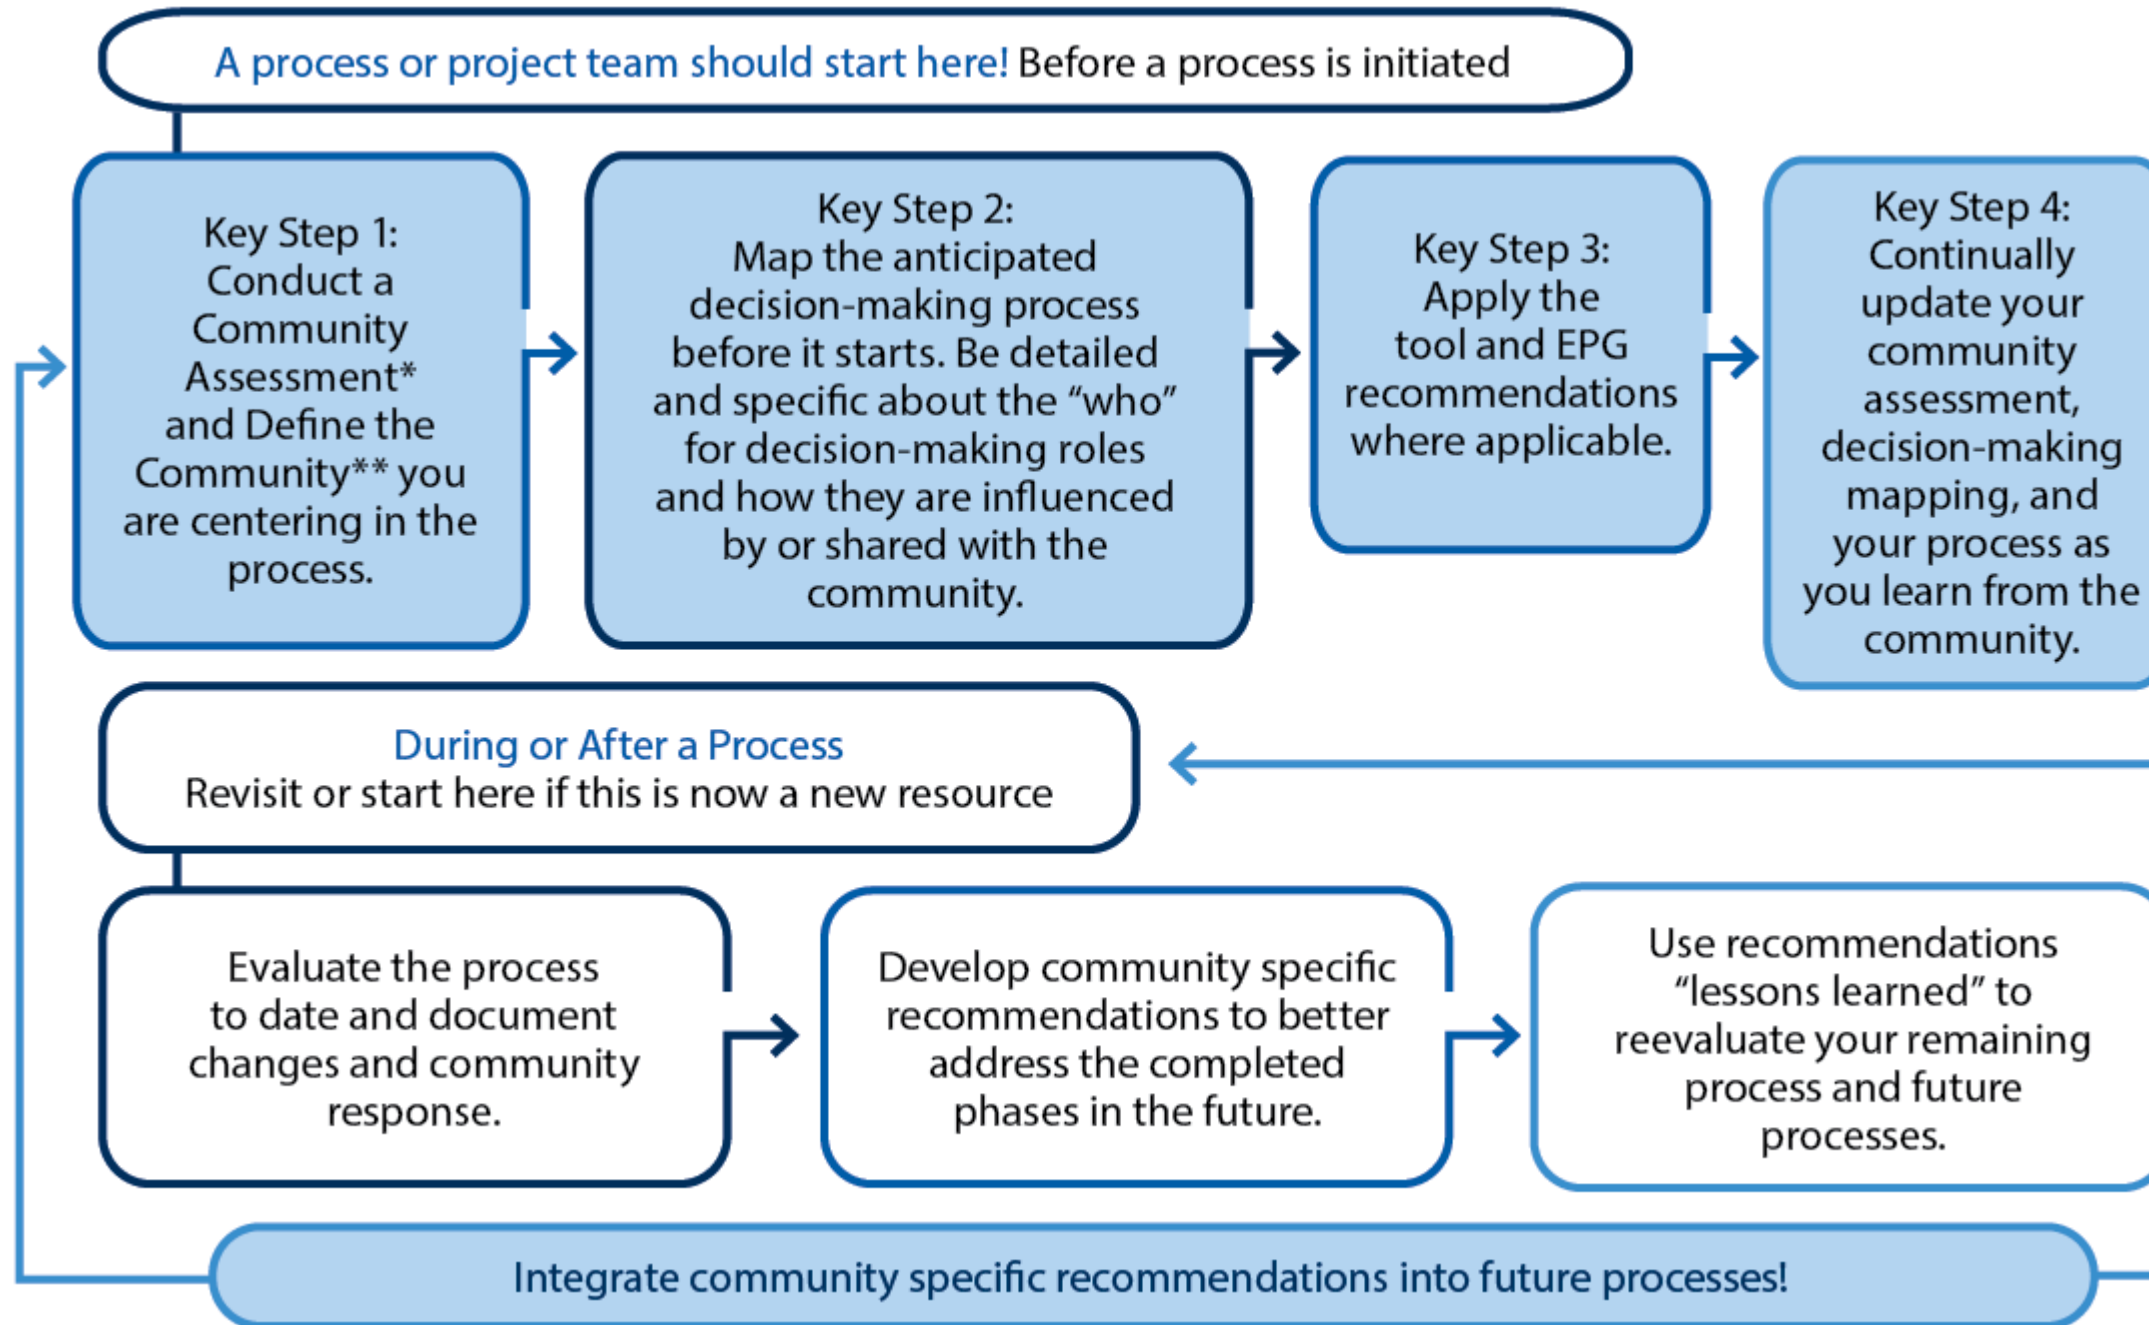 A process or project team should start here! Before a process is initiated
Key Step 1:
Conduct a
Community
Assessment*
and Define the
Community** you
are centering in the
process.
Key Step 2:
Map the anticipated
decision-making process
before it starts. Be detailed
and specific about the “who”
for decision-making roles
and how they are influenced
by or shared with the
community.
Key Step 3:
Apply the
tool and EPG
recommendations
where applicable.
Key Step 4:
Continually
update your
community
assessment,
decision-making
mapping, and
your process as
you learn from the
community.
During or After a Process
Revisit or start here if this is now a new resource
Evaluate the process
to date and document
changes and community
response.
Develop community specific
recommendations to better
address the completed
phases in the future.
Use recommendations
“lessons learned” to
reevaluate your remaining
process and future
processes.
Integrate community specific recommendations into future processes!